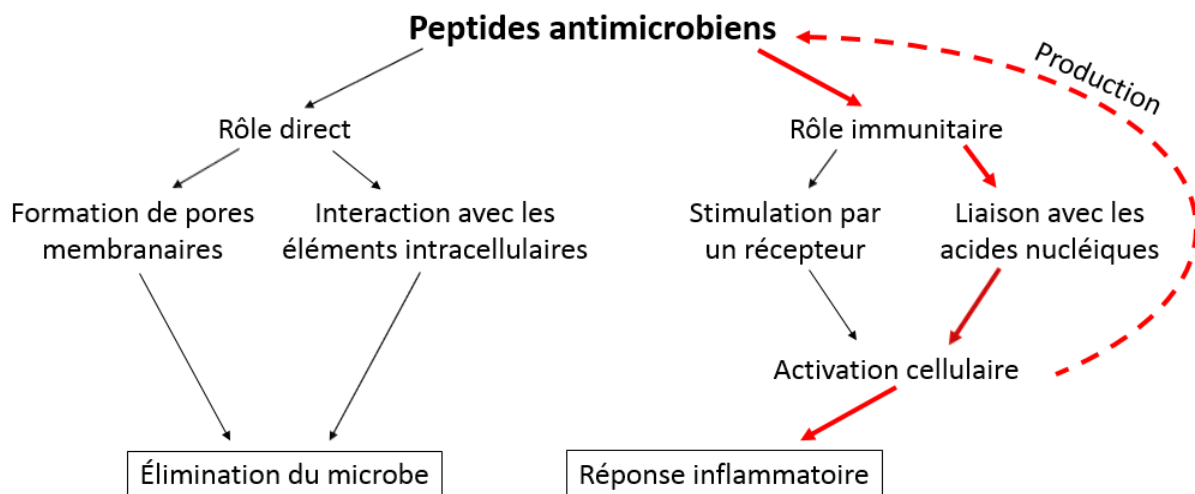 Peptides antimicrobiens
Production
Rôle direct
Rôle immunitaire
Formation de pores
membranaires
Interaction avec les
éléments intracellulaires
Stimulation par
un récepteur
Liaison avec les
acides nucléiques
Activation cellulaire
Élimination du microbe
Réponse inflammatoire